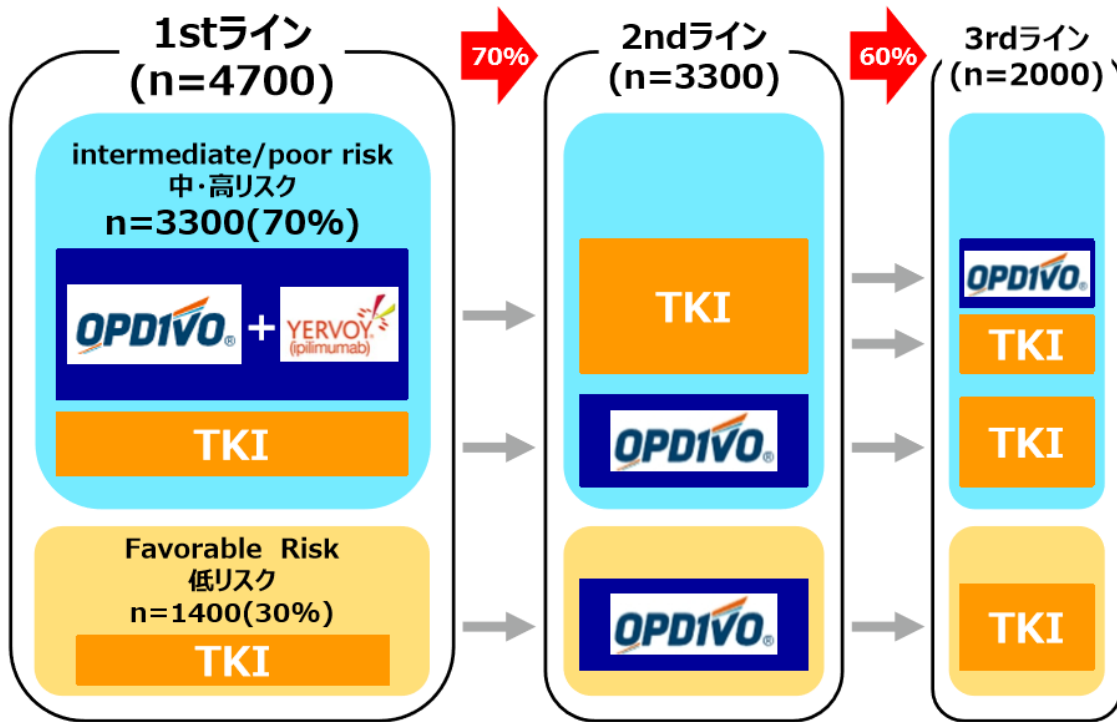 1stライン
(n=4700)
70%
2ndライン
(n=3300)
60%
3rdライン
(n=2000)
intermediate/poor risk
中・高リスク
n=3300(70%)
OPDIVO® + YERVOY®
(ipilimumab)
TKI
TKI
OPDIVO®
OPDIVO®
TKI
TKI
Favorable Risk
低リスク
n=1400(30%)
TKI
OPDIVO®
TKI